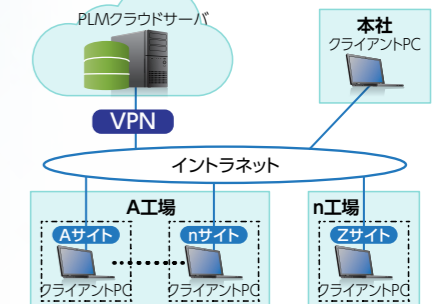 PLMクラウドサーバ
本社
クライアントPC
VPN
イントラネット
A工場
n工場
Aサイト
nサイト
Zサイト
クライアントPC
クライアントPC
クライアントPC